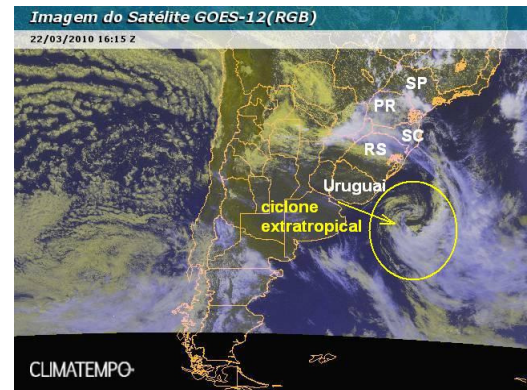 Imagem do Satélite GOES-12(RGB)
22/03/2010 16:15 Z
SP
PR
SC
RS
Uruguai
ciclone
extratropical
CLIMATEMPO